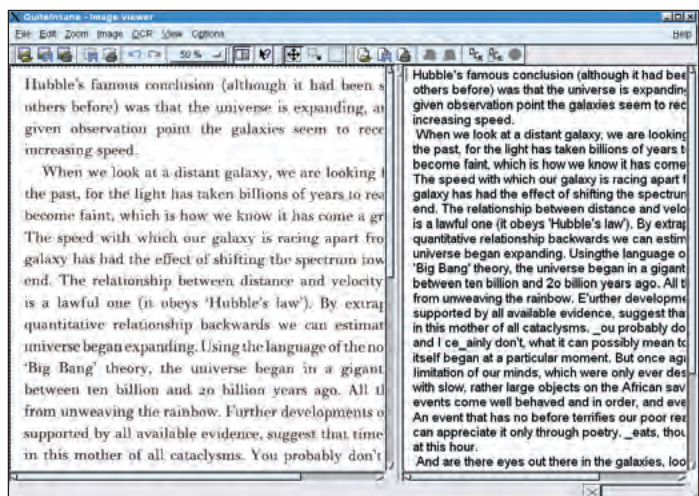 QuiteInsane - Image viewer
File Edit Zoom Image OCR View Options Help
50 %
Hubble's famous conclusion (although it had been s
others before) was that the universe is expanding, an
given observation point the galaxies seem to rece
increasing speed.
When we look at a distant galaxy, we are looking
the past, for the light has taken billions of years to rea
become faint, which is how we know it has come a gr
The speed with which our galaxy is racing apart fro
galaxy has had the effect of shifting the spectrum tow
end. The relationship between distance and velocity
is a lawful one (it obeys 'Hubble's law'). By extrap
quantitative relationship backwards we can estimat
universe began expanding. Using the language of the no
'Big Bang' theory, the universe began in a gigant
between ten billion and 20 billion years ago. All t
from unweaving the rainbow. Further developments o
supported by all available evidence, suggest that time
in this mother of all cataclysms. You probably don't
Hubble's famous conclusion (although it had bee
others before) was that the universe is expanding
given observation point the galaxies seem to rec
increasing speed.
When we look at a distant galaxy, we are looking
the past, for the light has taken billions of years t
become faint, which is how we know it has come
The speed with which our galaxy is racing apart f
galaxy has had the effect of shifting the spectrun
end. The relationship between distance and velo
is a lawful one (it obeys 'Hubble's law'). By extrap
quantitative relationship backwards we can estim
universe began expanding. Usingthe language o
'Big Bang' theory, the universe began in a gigant
between ten billion and 2o billion years ago. All t
from unweaving the rainbow. E'urther developme
supported by all available evidence, suggest tha
in this mother of all cataclysms. _ou probably do
and I ce_ainly don't, what it can possibly mean to
itself began at a particular moment. But once aga
limitation of our minds, which were only ever des
with slow, rather large objects on the African sav
events come well behaved and in order, and eve
An event that has no before terrifies our poor rea
can appreciate it only through poetry. _eats, thou
at this hour.
And are there eyes out there in the galaxies, loo